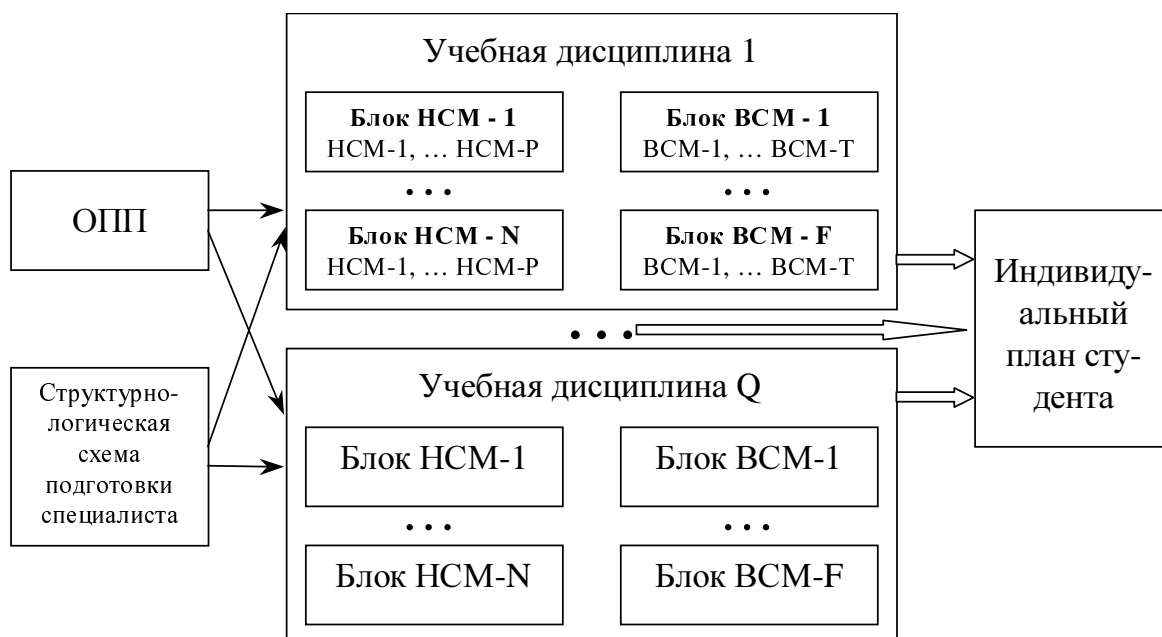 Учебная дисциплина 1
Блок НСМ - 1
НСМ-1, … НСМ-Р
Блок ВСМ - 1
ВСМ-1, … ВСМ-Т
• • •
• • •
Блок НСМ - N
НСМ-1, … НСМ-Р
Блок ВСМ - F
ВСМ-1, … ВСМ-Т
ОПП
Структурно-
логическая
схема
подготовки
специалиста
• • •
Учебная дисциплина Q
Блок НСМ-1
Блок ВСМ-1
• • •
• • •
Блок НСМ-N
Блок ВСМ-F
Индивиду-
альный
план сту-
дента